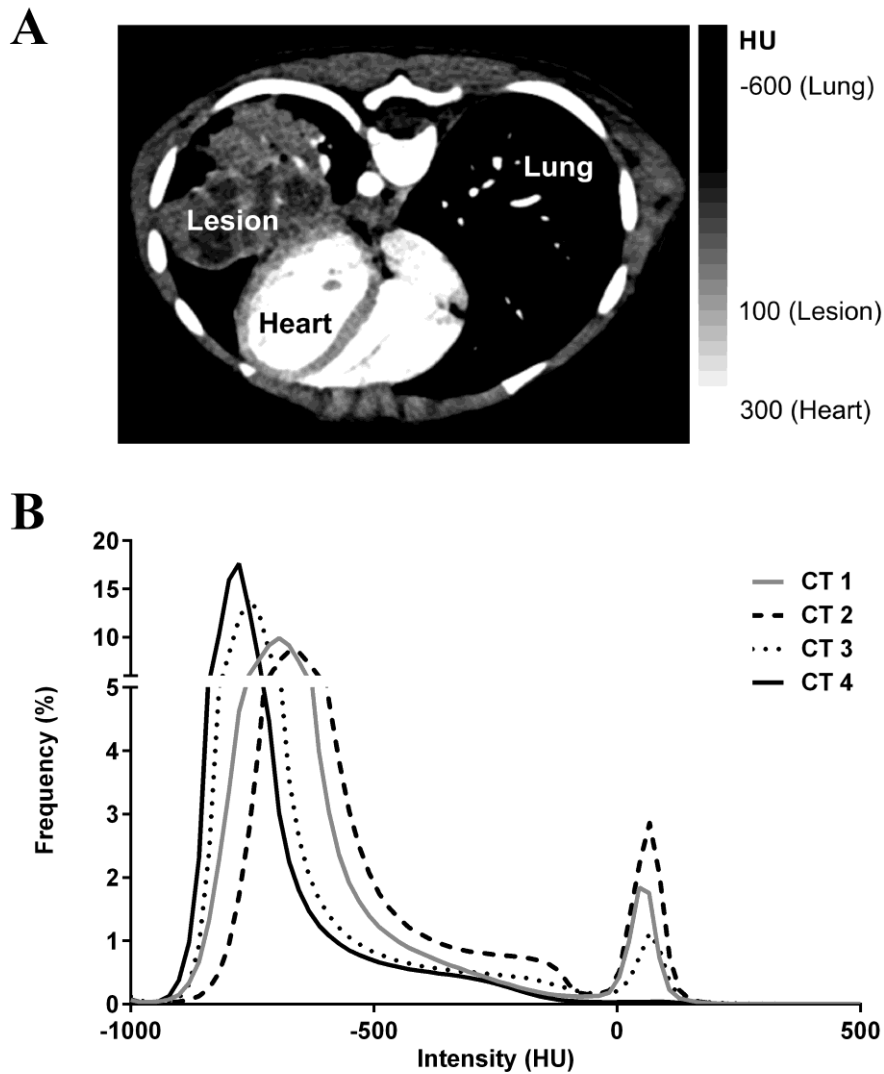 A
HU
-600 (Lung)
Lung
Lesion
100 (Lesion)
Heart
300 (Heart)
B
20
15
10
5
4
3
2
1
0
Frequency (%)
CT 1
CT 2
CT 3
CT 4
-1000 -500 0 500
Intensity (HU)